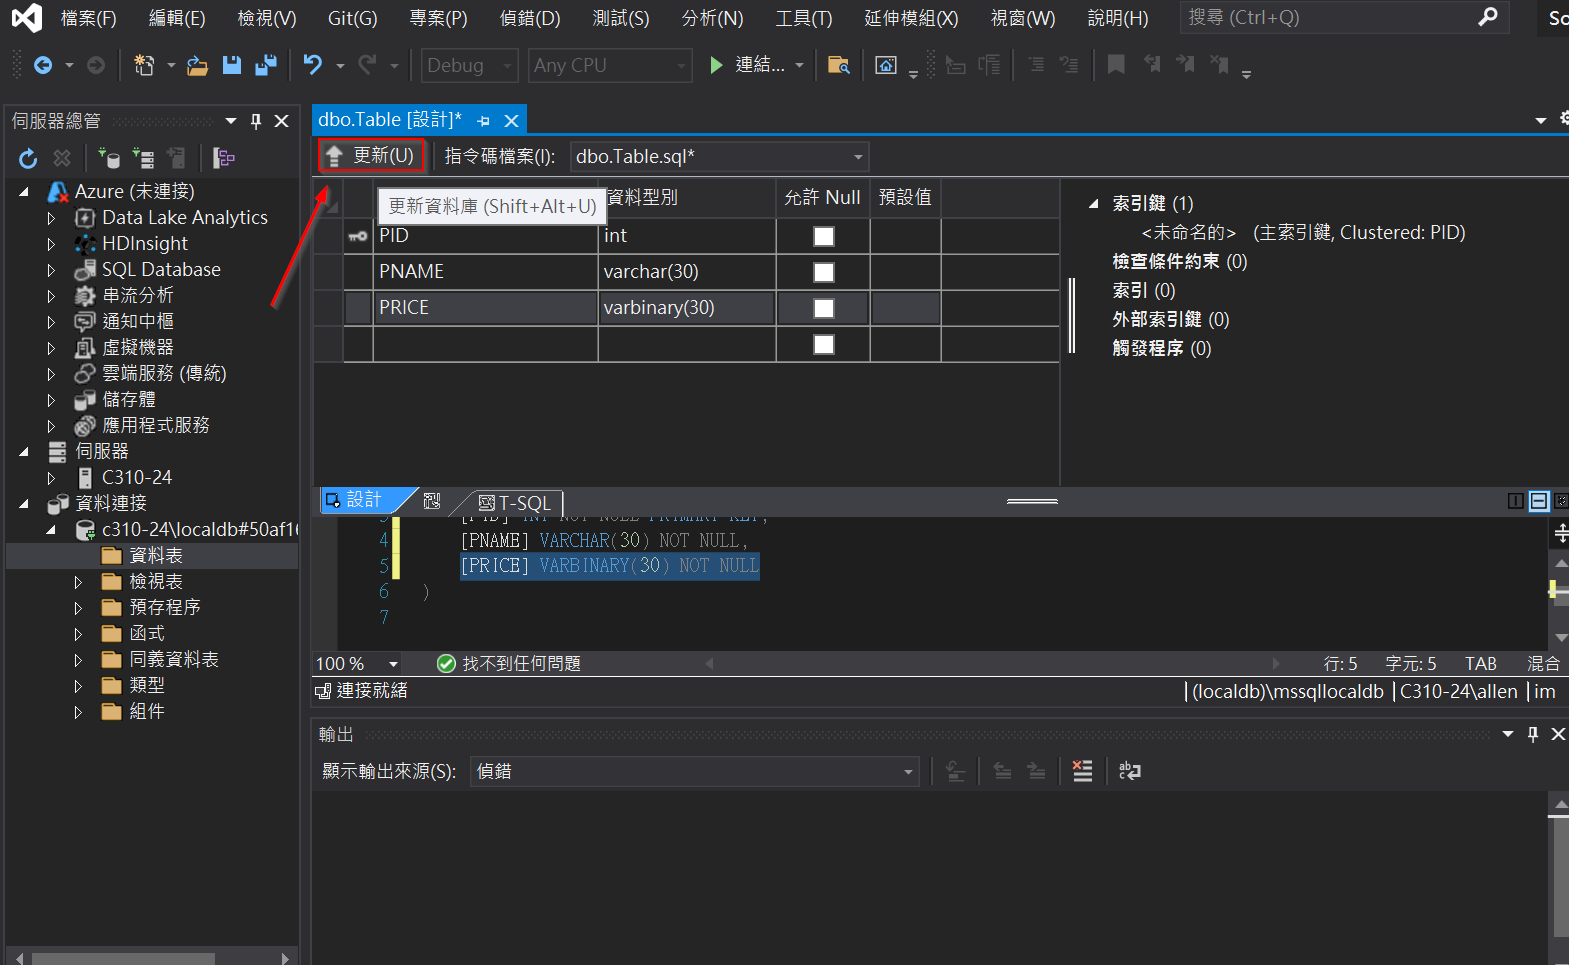 檔案(F) 編輯(E) 檢視(V) Git(G) 專案(P) 偵錯(D) 測試(S) 分析(N) 工具(T) 延伸模組(X) 視窗(W) 說明(H) 搜尋 (Ctrl+Q) So
Debug Any CPU 連結...
伺服器總管
Azure (未連接)
Data Lake Analytics
HDInsight
SQL Database
串流分析
通知中樞
虛擬機器
雲端服務 (傳統)
儲存體
應用程式服務
伺服器
C310-24
資料連接
c310-24\localdb#50af16
資料表
檢視表
預存程序
函式
同義資料表
類型
組件
dbo.Table [設計]*
更新(U) 指令碼檔案(I): dbo.Table.sql*
更新資料庫 (Shift+Alt+U)
資料型別 允許 Null 預設值
PID int
PNAME varchar(30)
PRICE varbinary(30)
索引鍵 (1)
<未命名的> (主索引鍵, Clustered: PID)
檢查條件約束 (0)
索引 (0)
外部索引鍵 (0)
觸發程序 (0)
設計 T-SQL
3 [PID] INT NOT NULL PRIMARY KEY,
4 [PNAME] VARCHAR(30) NOT NULL,
5 [PRICE] VARBINARY(30) NOT NULL
6 )
7
100 % 找不到任何問題 行: 5 字元: 5 TAB 混合
連接就緒 (localdb)\mssqllocaldb C310-24\allen im
輸出
顯示輸出來源(S): 偵錯